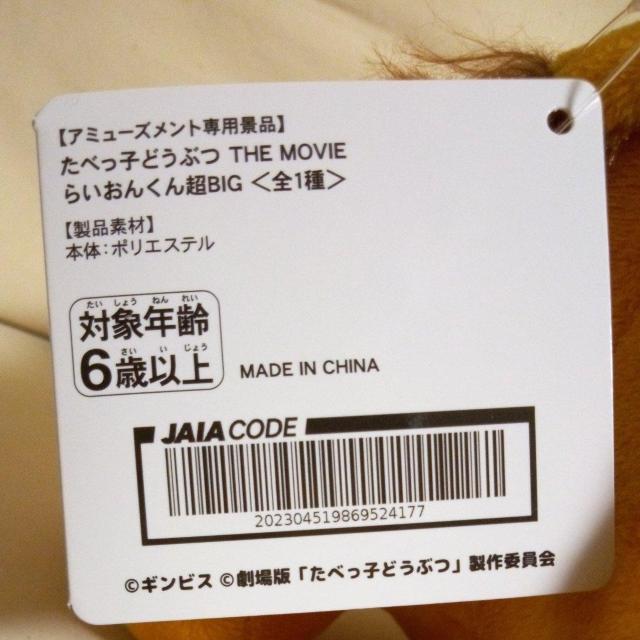 【アミューズメント専用景品】
たべっ子どうぶつ THE MOVIE
らいおんくん超BIG ＜全1種＞
【製品素材】
本体：ポリエステル
たい しょう ねん れい
対象年齢
さい い じょう
6歳以上
MADE IN CHINA
JAIA CODE
202304519869524177
©ギンビス ©劇場版「たべっ子どうぶつ」製作委員会